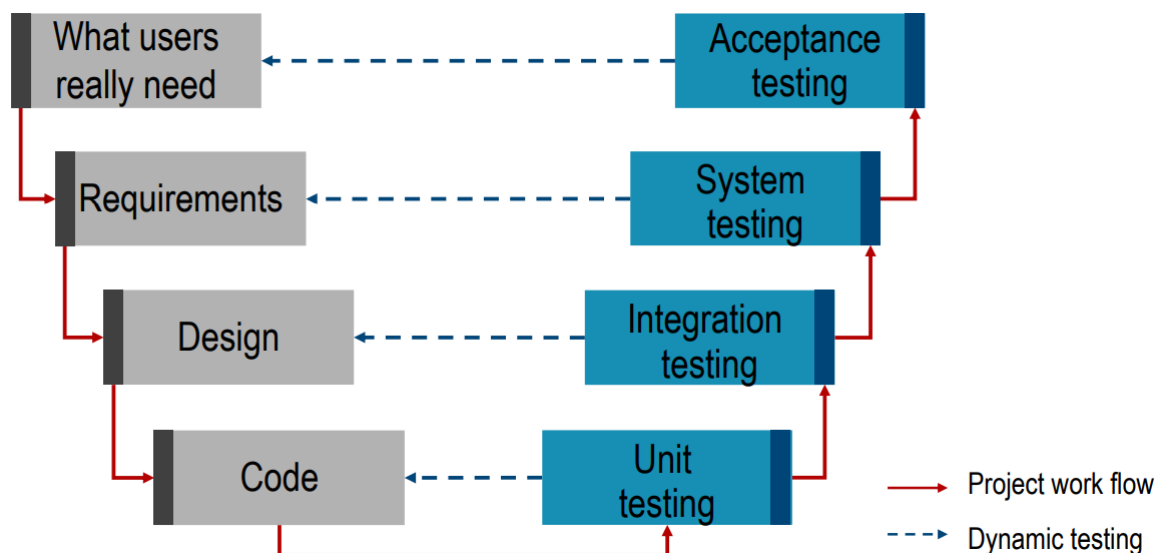 What users
really need
Acceptance
testing
Requirements
System
testing
Design
Integration
testing
Code
Unit
testing
Project work flow
Dynamic testing